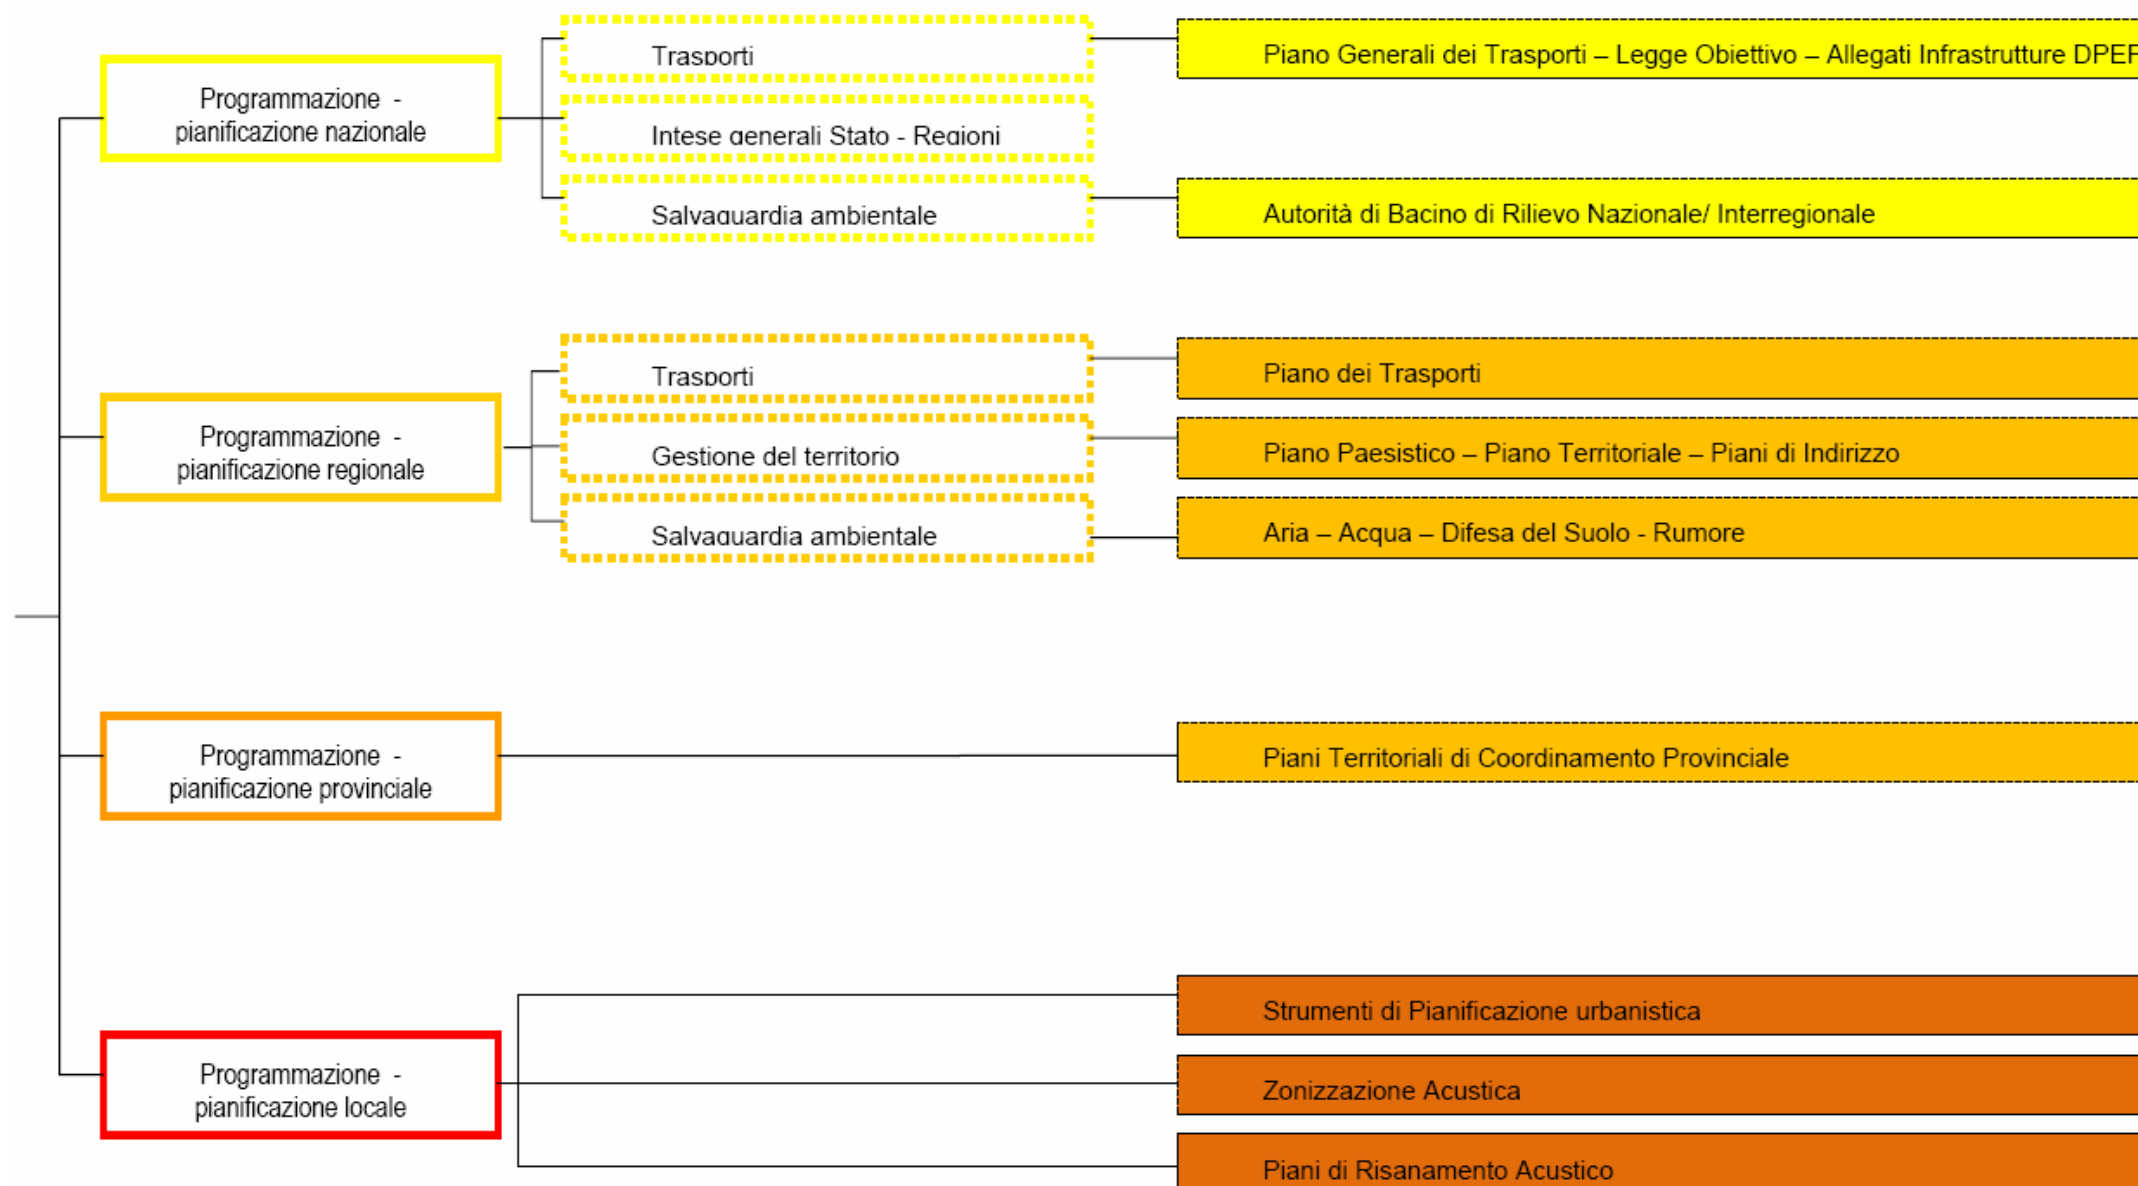 Programmazione -
pianificazione nazionale
Trasporti
Piano Generali dei Trasporti – Legge Obiettivo – Allegati Infrastrutture DPEF
Intese generali Stato - Regioni
Salvaguardia ambientale
Autorità di Bacino di Rilievo Nazionale/ Interregionale
Programmazione -
pianificazione regionale
Trasporti
Piano dei Trasporti
Gestione del territorio
Piano Paesistico – Piano Territoriale – Piani di Indirizzo
Salvaguardia ambientale
Aria – Acqua – Difesa del Suolo - Rumore
Programmazione -
pianificazione provinciale
Piani Territoriali di Coordinamento Provinciale
Programmazione -
pianificazione locale
Strumenti di Pianificazione urbanistica
Zonizzazione Acustica
Piani di Risanamento Acustico